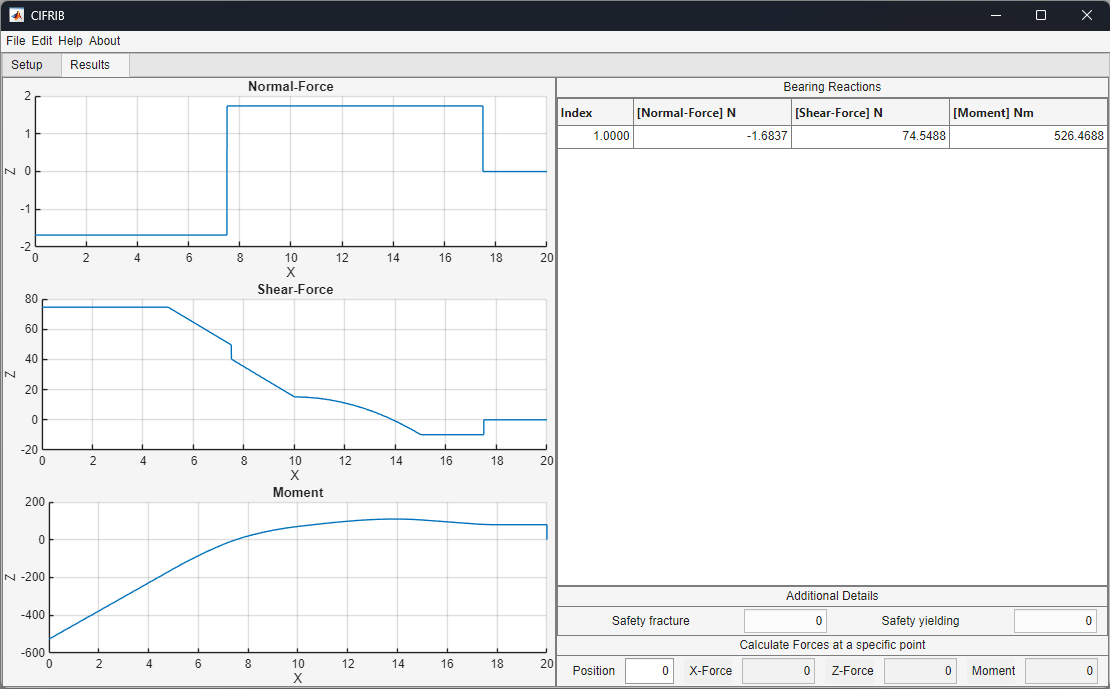 CIFRIB
File Edit Help About
Setup Results
Normal-Force
2
1
0
-1
-2
Z
0 2 4 6 8 10 12 14 16 18 20
X
Shear-Force
80
60
40
20
0
-20
Z
0 2 4 6 8 10 12 14 16 18 20
X
Moment
200
0
-200
-400
-600
Z
0 2 4 6 8 10 12 14 16 18 20
X
Bearing Reactions
Index [Normal-Force] N [Shear-Force] N [Moment] Nm
1.0000 -1.6837 74.5488 526.4688
Additional Details
Safety fracture 0 Safety yielding 0
Calculate Forces at a specific point
Position 0 X-Force 0 Z-Force 0 Moment 0